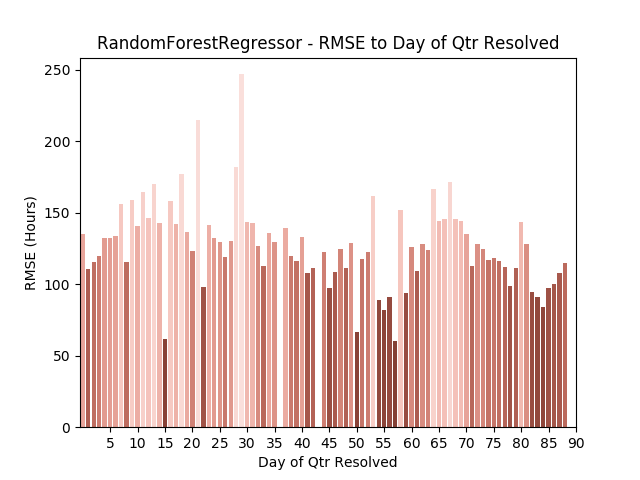 RandomForestRegressor - RMSE to Day of Qtr Resolved
250
200
150
100
50
0
RMSE (Hours)
5 10 15 20 25 30 35 40 45 50 55 60 65 70 75 80 85 90
Day of Qtr Resolved